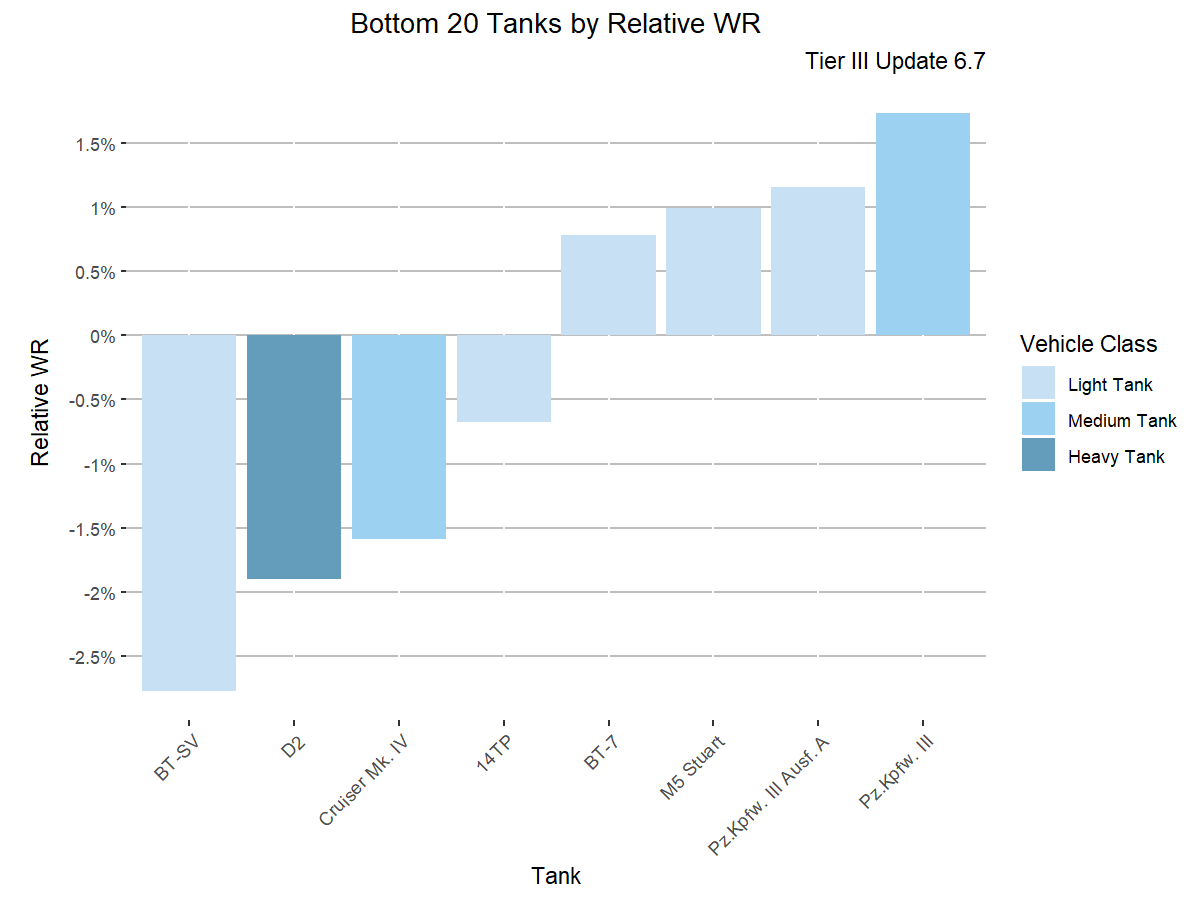 Bottom 20 Tanks by Relative WR
Tier III Update 6.7
Relative WR
1.5%
1%
0.5%
0%
-0.5%
-1%
-1.5%
-2%
-2.5%
BT-SV
D2
Cruiser Mk. IV
14TP
BT-7
M5 Stuart
Pz.Kpfw. III Ausf. A
Pz.Kpfw. III
Tank
Vehicle Class
Light Tank
Medium Tank
Heavy Tank